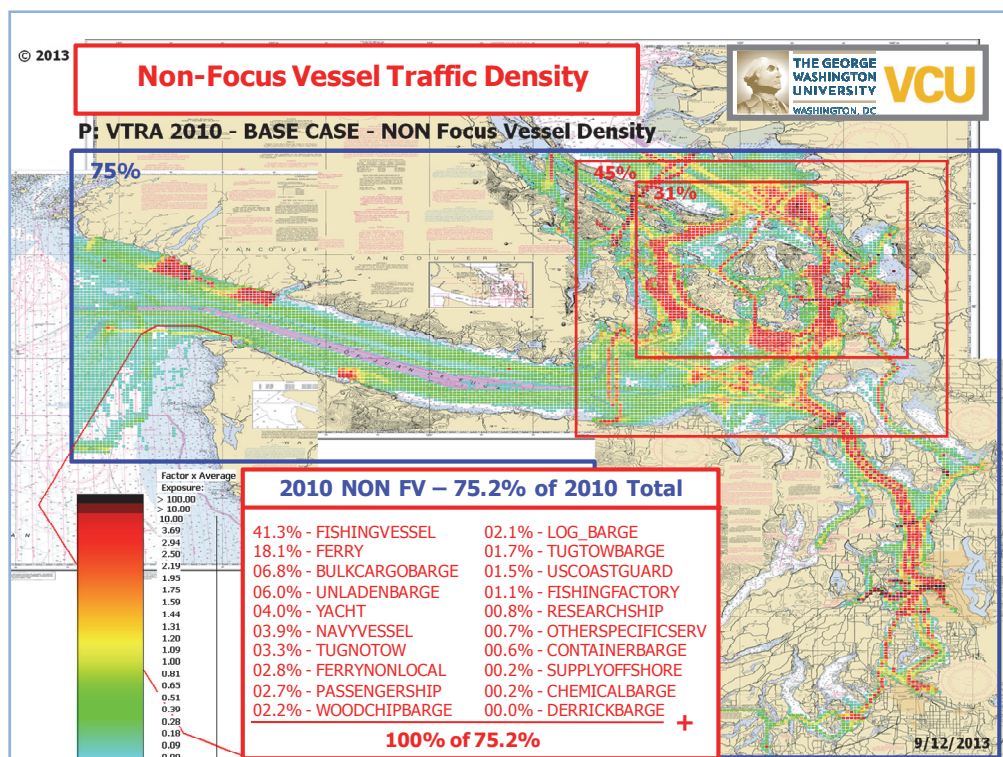 © 2013
Non-Focus Vessel Traffic Density
THE GEORGE
WASHINGTON
UNIVERSITY
WASHINGTON, DC
VCU
P: VTRA 2010 - BASE CASE - NON Focus Vessel Density
75%
45%
31%
VANCOUVER
VANCOUVER I
Factor x Average
Exposure:
> 100.00
> 10.00
10.00
3.69
2.94
2.50
2.19
1.95
1.75
1.59
1.44
1.31
1.20
1.09
1.00
0.81
0.65
0.51
0.39
0.28
0.18
0.09
0.00
2010 NON FV – 75.2% of 2010 Total
41.3% - FISHINGVESSEL
18.1% - FERRY
06.8% - BULKCARGOBARGE
06.0% - UNLADENBARGE
04.0% - YACHT
03.9% - NAVYVESSEL
03.3% - TUGNOTOW
02.8% - FERRYNONLOCAL
02.7% - PASSENGERSHIP
02.2% - WOODCHIPBARGE
02.1% - LOG_BARGE
01.7% - TUGTOWBARGE
01.5% - USCOASTGUARD
01.1% - FISHINGFACTORY
00.8% - RESEARCHSHIP
00.7% - OTHERSPECIFICSERV
00.6% - CONTAINERBARGE
00.2% - SUPPLYOFFSHORE
00.2% - CHEMICALBARGE
00.0% - DERRICKBARGE
+
100% of 75.2%
9/12/2013